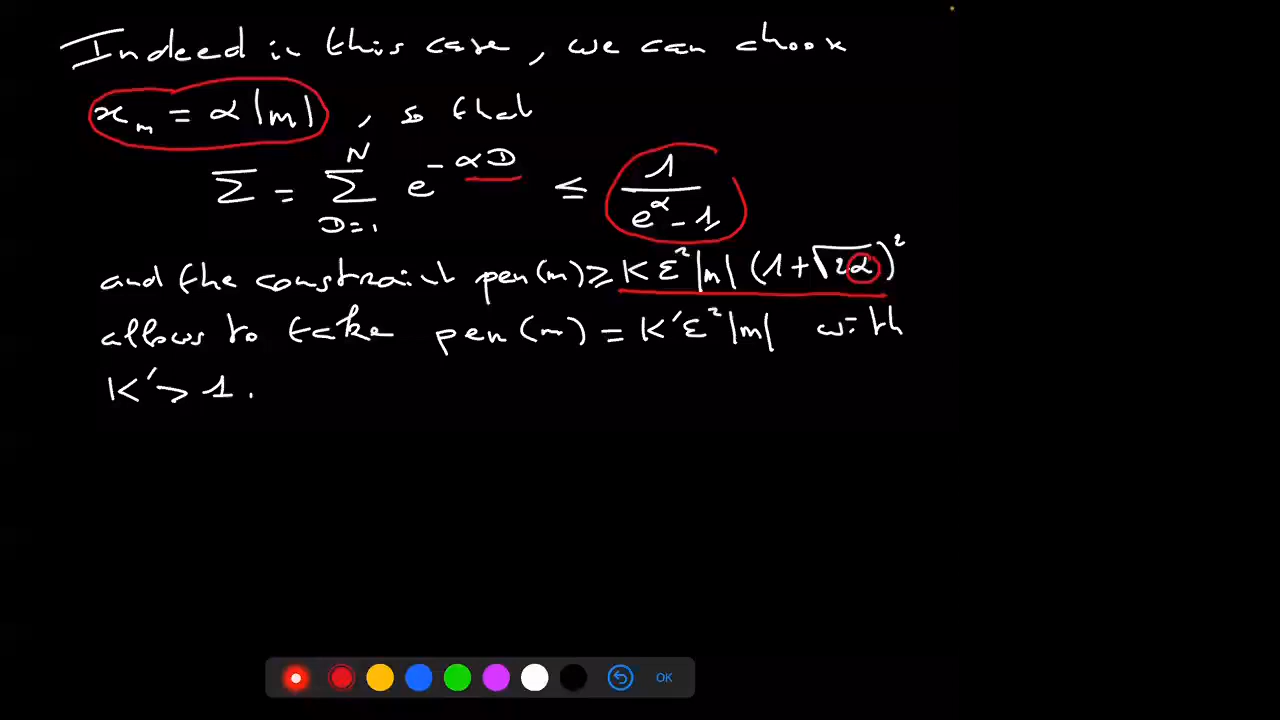 Indeed in this case, we can choose
x_m = α|m|, so that
Σ = Σ_{D=1}^{N} e^{-αD} ≤ 1/(e^α - 1)
and the constraint pen(m) ≥ K ε²|m| (1+√(2α))²
allows to take pen(m) = K'ε²|m| with
K' > 1.
OK